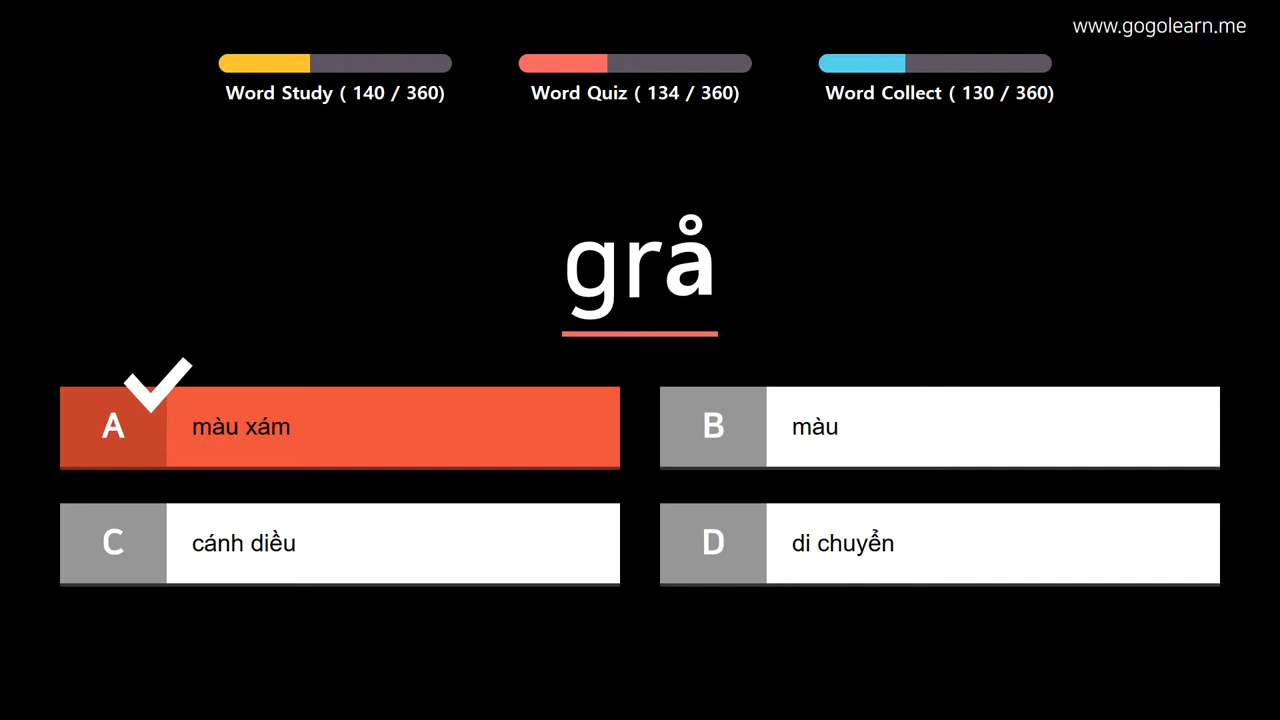 www.gogolearn.me
Word Study ( 140 / 360)
Word Quiz ( 134 / 360)
Word Collect ( 130 / 360)
grå
A màu xám
B màu
C cánh diều
D di chuyển